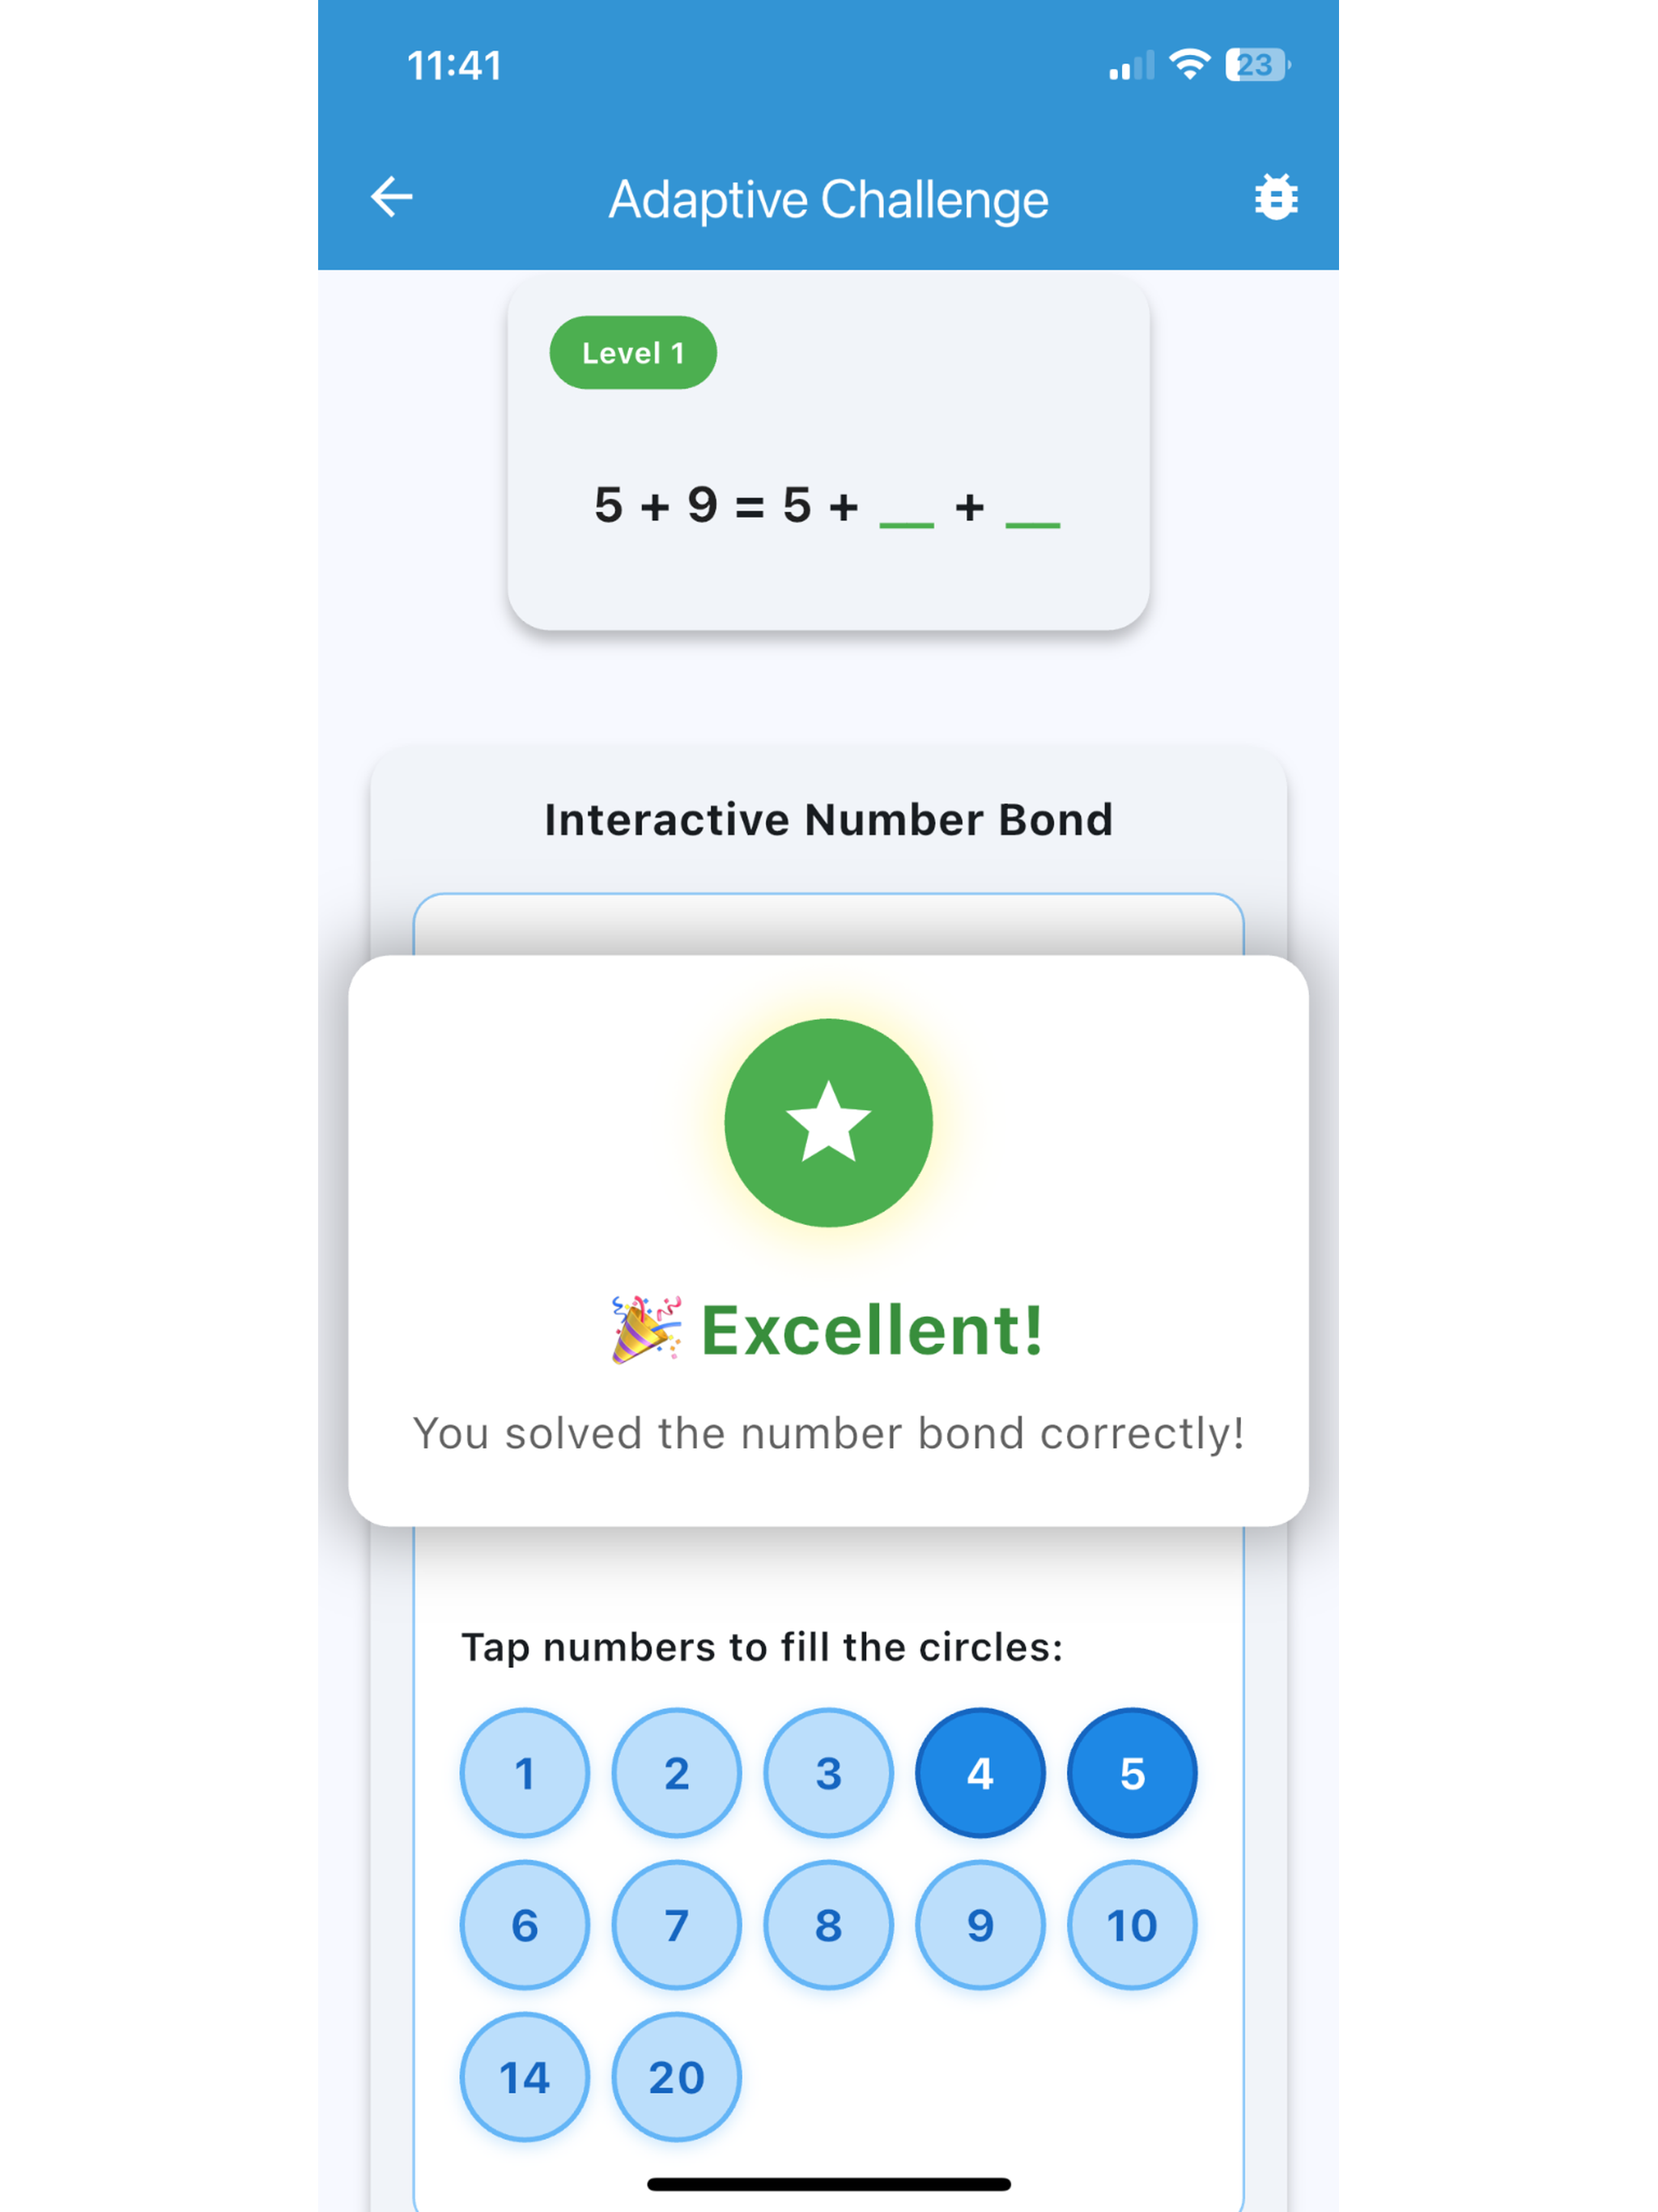 11:41
23
Adaptive Challenge
Level 1
5 + 9 = 5 + __ + __
Interactive Number Bond
🎉 Excellent!
You solved the number bond correctly!
Tap numbers to fill the circles:
1 2 3 4 5
6 7 8 9 10
14 20